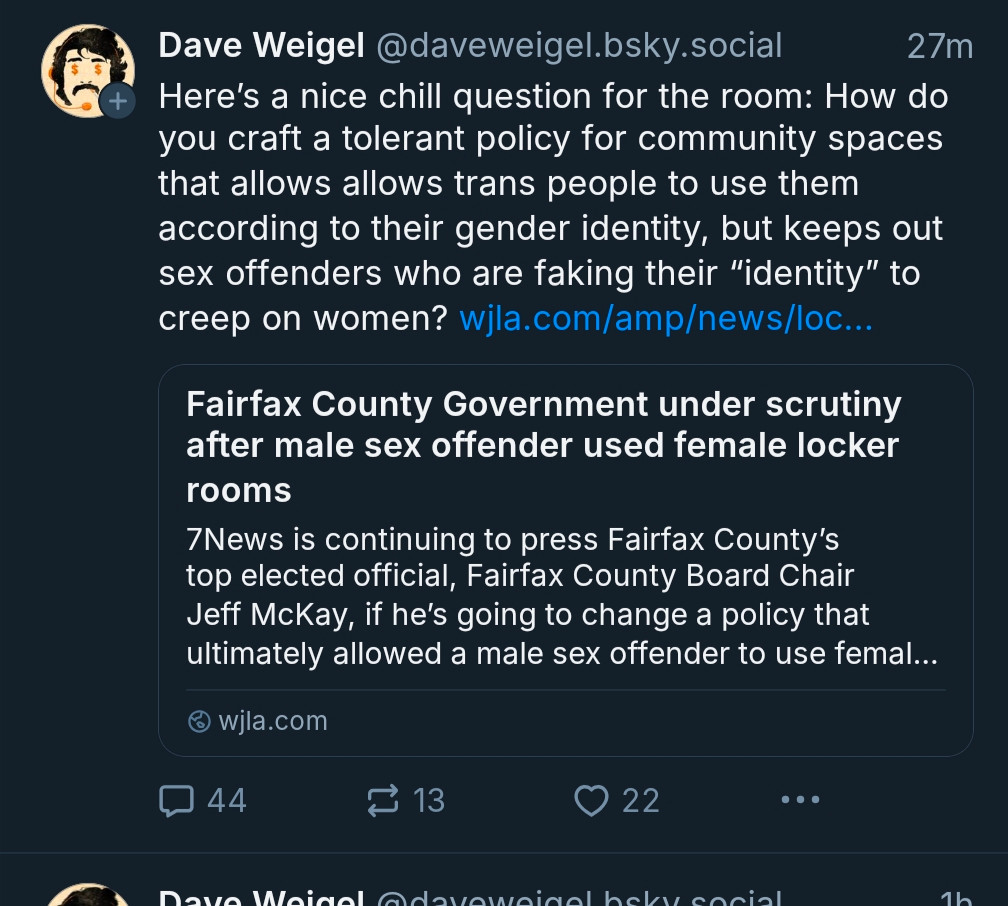 Dave Weigel @daveweigel.bsky.social 27m
Here’s a nice chill question for the room: How do
you craft a tolerant policy for community spaces
that allows allows trans people to use them
according to their gender identity, but keeps out
sex offenders who are faking their “identity” to
creep on women? wjla.com/amp/news/loc...
Fairfax County Government under scrutiny
after male sex offender used female locker
rooms
7News is continuing to press Fairfax County’s
top elected official, Fairfax County Board Chair
Jeff McKay, if he’s going to change a policy that
ultimately allowed a male sex offender to use femal...
wjla.com
44 13 22
Dave Weigel @daveweigel.bsky.social 1h